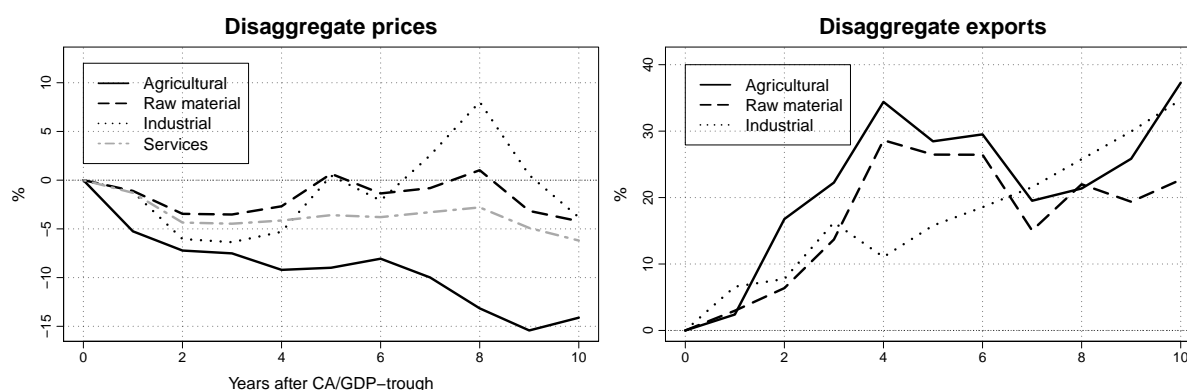 Disaggregate prices
%
10
5
0
−5
−10
−15
Agricultural
Raw material
Industrial
Services
0 2 4 6 8 10
Years after CA/GDP−trough
Disaggregate exports
%
40
30
20
10
0
Agricultural
Raw material
Industrial
0 2 4 6 8 10